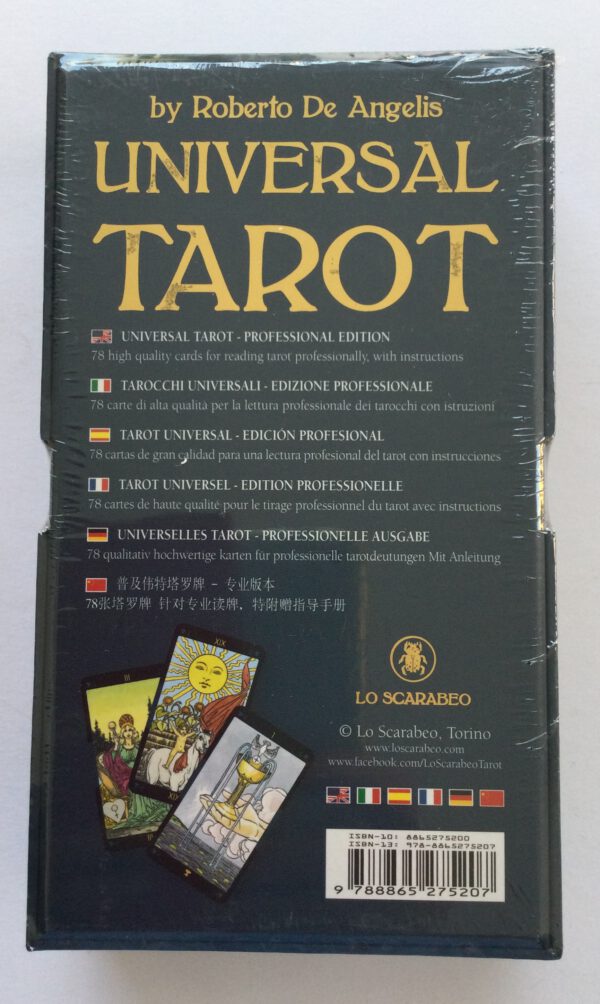 by Roberto De Angelis
UNIVERSAL
TAROT
UNIVERSAL TAROT - PROFESSIONAL EDITION
78 high quality cards for reading tarot professionally, with instructions
TAROCCHI UNIVERSALI - EDIZIONE PROFESSIONALE
78 carte di alta qualità per la lettura professionale dei tarocchi con istruzioni
TAROT UNIVERSAL - EDICIÓN PROFESIONAL
78 cartas de gran calidad para una lectura profesional del tarot con instrucciones
TAROT UNIVERSEL - EDITION PROFESSIONELLE
78 cartes de haute qualité pour le tirage professionnel du tarot avec instructions
UNIVERSELLES TAROT - PROFESSIONELLE AUSGABE
78 qualitativ hochwertige karten für professionelle tarotdeutungen Mit Anleitung
普及伟特塔罗牌 - 专业版本
78张塔罗牌 针对专业读牌, 特附赠指导手册
III
XIX
I
LO SCARABEO
© Lo Scarabeo, Torino
www.loscarabeo.com
www.facebook.com/LoScarabeoTarot
ISBN-10: 8865275200
ISBN-13: 978-8865275207
9 788865 275207